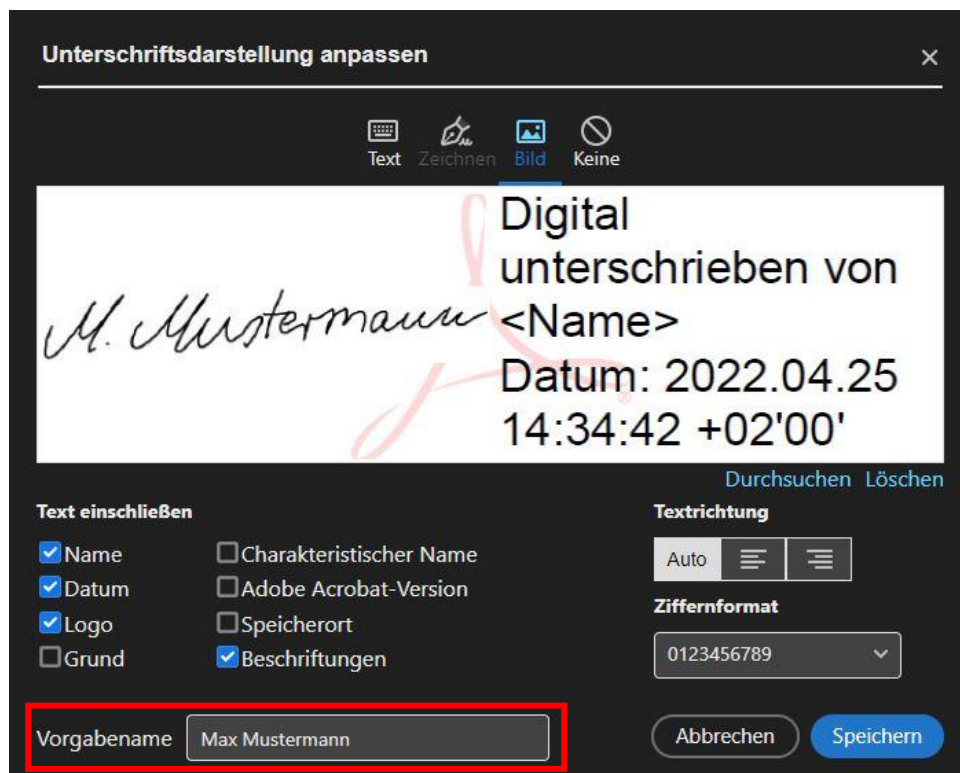 Unterschriftsdarstellung anpassen
Text Zeichnen Bild Keine
M. Mustermann
Digital
unterschrieben von
<Name>
Datum: 2022.04.25
14:34:42 +02'00'
®
Durchsuchen Löschen
Text einschließen
Name
Datum
Logo
Grund
Charakteristischer Name
Adobe Acrobat-Version
Speicherort
Beschriftungen
Textrichtung
Auto
Ziffernformat
0123456789
Vorgabename Max Mustermann
Abbrechen Speichern